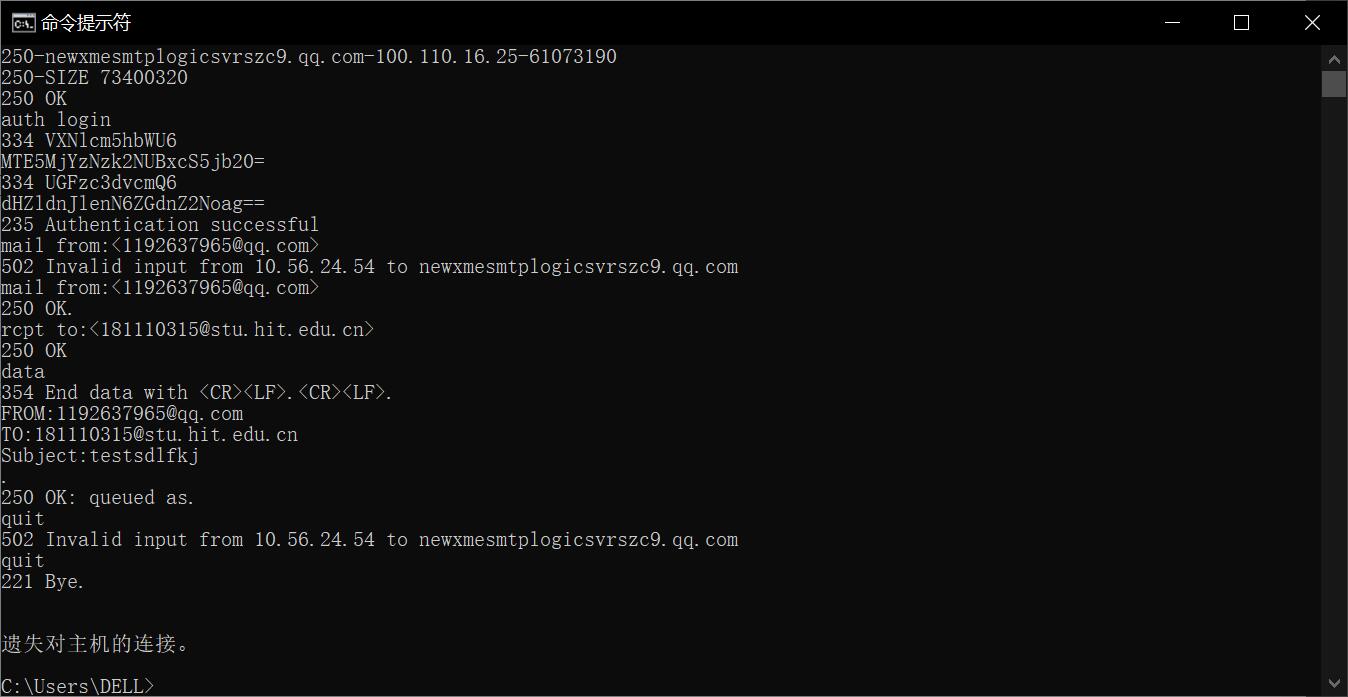 命令提示符
250-newxmesmtplogicsvrszc9.qq.com-100.110.16.25-61073190
250-SIZE 73400320
250 OK
auth login
334 VXNlcm5hbWU6
MTE5MjYzNzk2NUBxcS5jb20=
334 UGFzc3dvcmQ6
dHZldnJlenN6ZGdnZ2Noag==
235 Authentication successful
mail from:<1192637965@qq.com>
502 Invalid input from 10.56.24.54 to newxmesmtplogicsvrszc9.qq.com
mail from:<1192637965@qq.com>
250 OK.
rcpt to:<181110315@stu.hit.edu.cn>
250 OK
data
354 End data with <CR><LF>.<CR><LF>.
FROM:1192637965@qq.com
TO:181110315@stu.hit.edu.cn
Subject:testsdlfkj
.
250 OK: queued as.
quit
502 Invalid input from 10.56.24.54 to newxmesmtplogicsvrszc9.qq.com
quit
221 Bye.
遗失对主机的连接。
C:\Users\DELL>